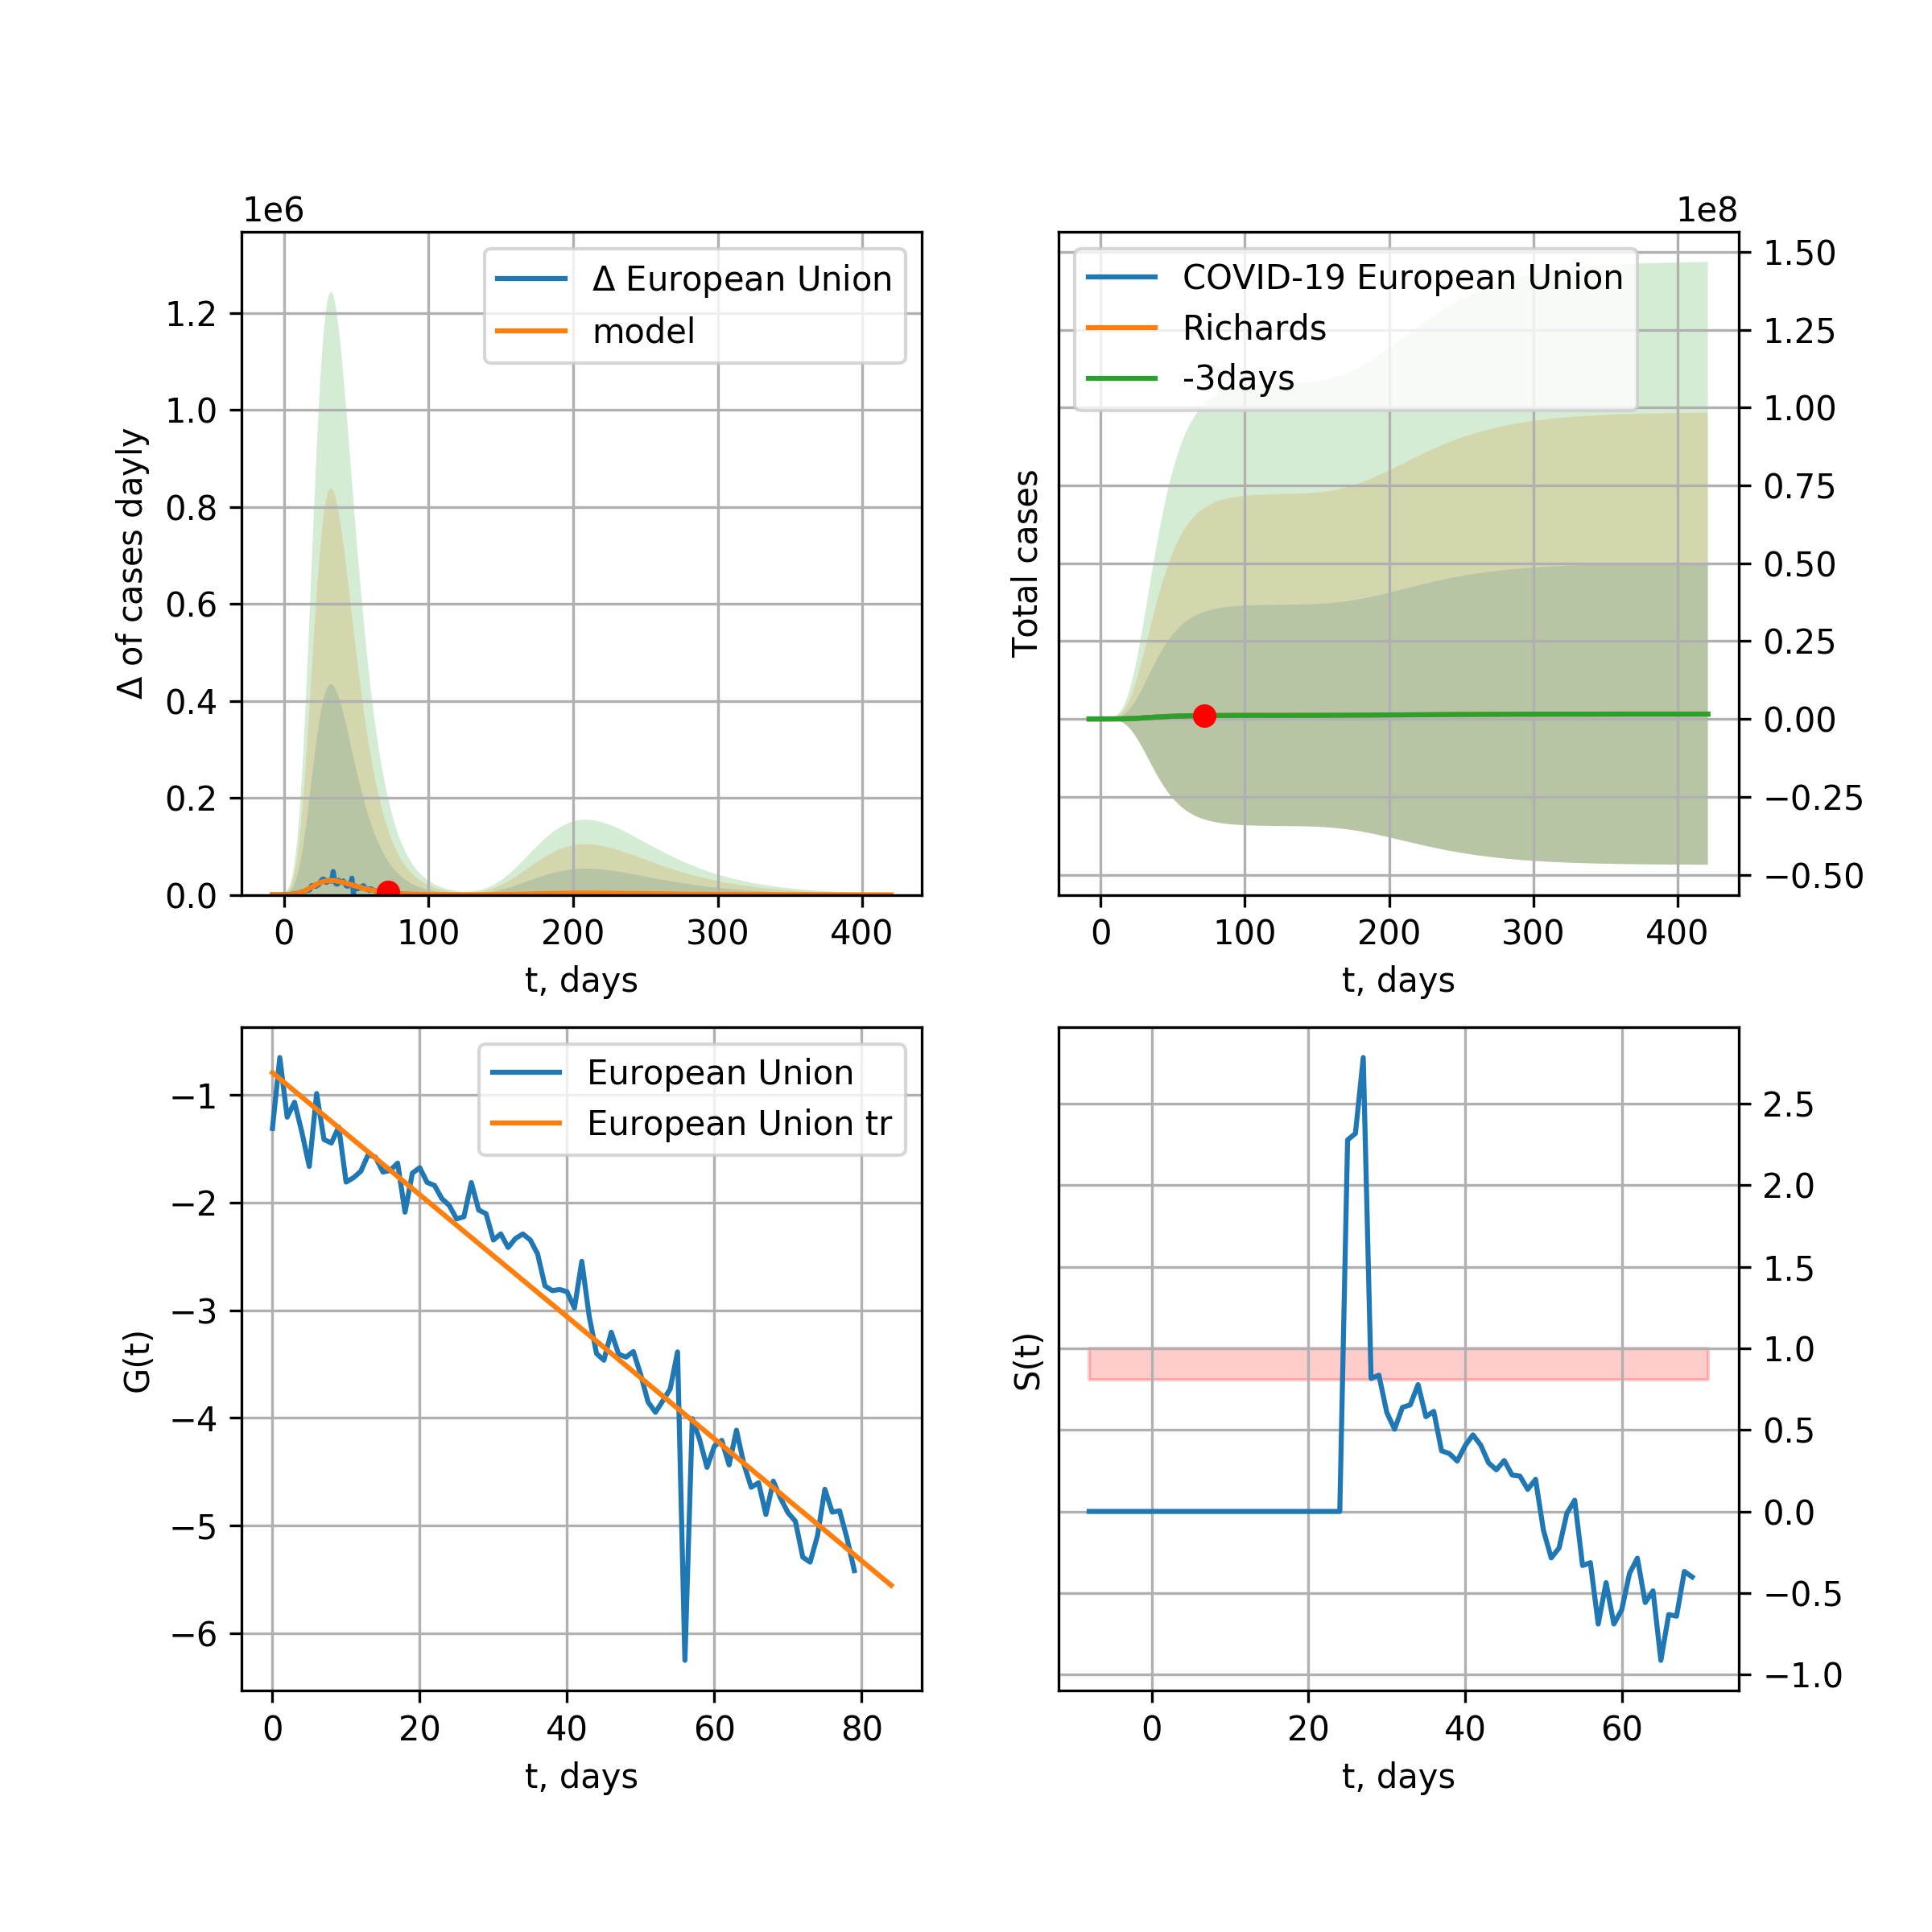 1e6
Δ European Union
model
1.2
1.0
0.8
0.6
0.4
0.2
0.0
Δ of cases dayly
0 100 200 300 400
t, days
1e8
COVID-19 European Union
Richards
-3days
1.50
1.25
1.00
0.75
0.50
0.25
0.00
−0.25
−0.50
Total cases
0 100 200 300 400
t, days
European Union
European Union tr
−1
−2
−3
−4
−5
−6
G(t)
0 20 40 60 80
t, days
2.5
2.0
1.5
1.0
0.5
0.0
−0.5
−1.0
S(t)
0 20 40 60
t, days